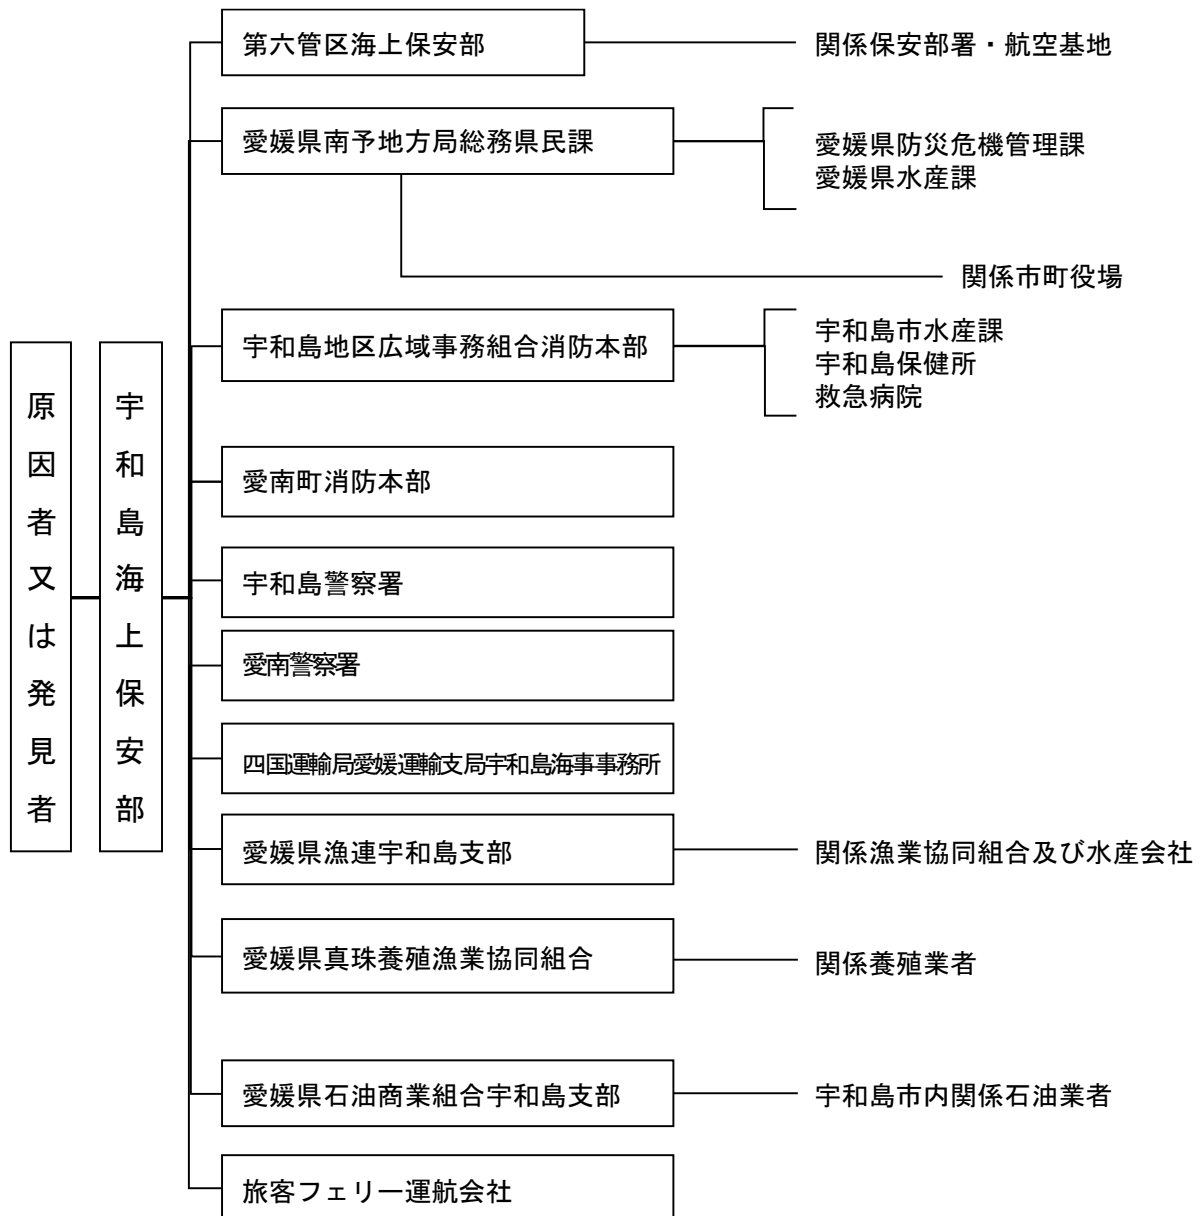 原因者又は発見者
宇和島海上保安部
第六管区海上保安部
関係保安部署・航空基地
愛媛県南予地方局総務県民課
愛媛県防災危機管理課
愛媛県水産課
関係市町役場
宇和島地区広域事務組合消防本部
宇和島市水産課
宇和島保健所
救急病院
愛南町消防本部
宇和島警察署
愛南警察署
四国運輸局愛媛運輸支局宇和島海事事務所
愛媛県漁連宇和島支部
関係漁業協同組合及び水産会社
愛媛県真珠養殖漁業協同組合
関係養殖業者
愛媛県石油商業組合宇和島支部
宇和島市内関係石油業者
旅客フェリー運航会社